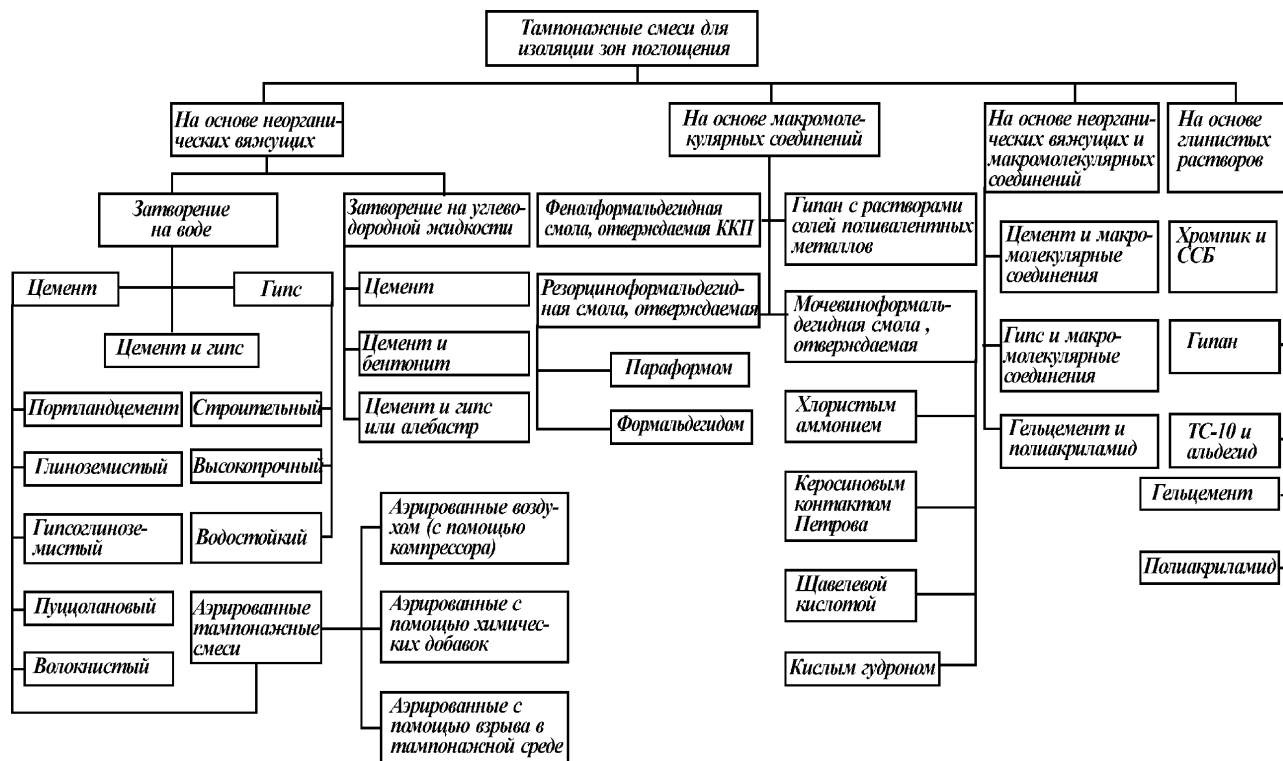 Тампонажные смеси для
изоляции зон поглощения
На основе неоргани-
ческих вяжущих
На основе макромоле-
кулярных соединений
На основе неоргани-
ческих вяжущих и
макромолекулярных
соединений
На основе
глинистых
растворов
Затворение
на воде
Затворение на углево-
дородной жидкости
Фенолформальдегидная
смола, отверждаемая ККП
Гипан с растворами
солей поливалентных
металлов
Цемент и макро-
молекулярные
соединения
Хромпик и
ССБ
Цемент
Гипс
Цемент
Резорциноформальдегид-
ная смола, отверждаемая
Мочевиноформаль-
дегидная смола ,
отверждаемая
Цемент и гипс
Цемент и
бентонит
Параформом
Гипс и макро-
молекулярные
соединения
Гипан
Портландцемент
Строительный
Цемент и гипс
или алебастр
Формальдегидом
Хлористым
аммонием
Гельцемент и
полиакриламид
ТС-10 и
альдегид
Глиноземистый
Высокопрочный
Керосиновым
контактом
Петрова
Гельцемент
Гипсоглинозе-
мистый
Водостойкий
Аэрированные возду-
хом (с помощью
компрессора)
Полиакриламид
Пуццолановый
Аэрированные
тампонажные
смеси
Аэрированные с
помощью химичес-
ких добавок
Щавелевой
кислотой
Волокнистый
Кислым гудроном
Аэрированные с
помощью взрыва в
тампонажной среде